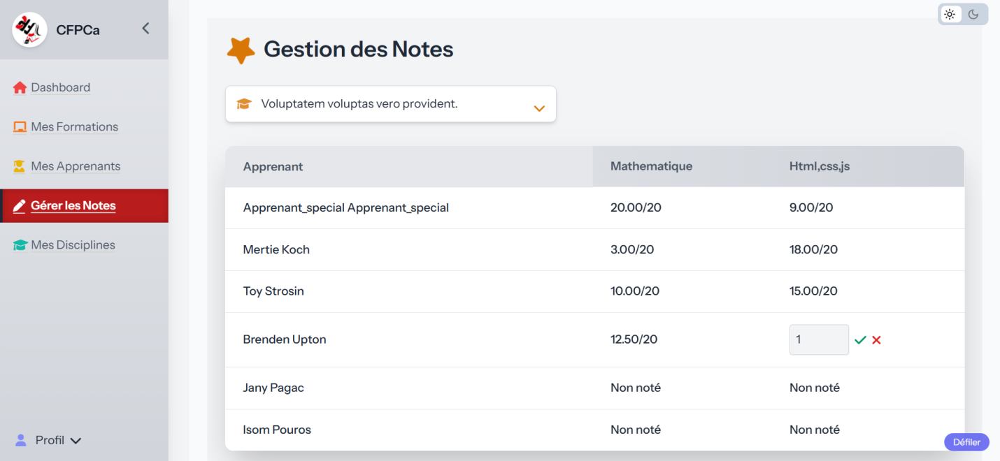 CFPCa
Dashboard
Mes Formations
Mes Apprenants
Gérer les Notes
Mes Disciplines
Profil
Gestion des Notes
Voluptatem voluptas vero provident.
Apprenant Mathematique Html,css,js
Apprenant_special Apprenant_special 20.00/20 9.00/20
Mertie Koch 3.00/20 18.00/20
Toy Strosin 10.00/20 15.00/20
Brenden Upton 12.50/20 1
Jany Pagac Non noté Non noté
Isom Pouros Non noté Non noté
Défiler